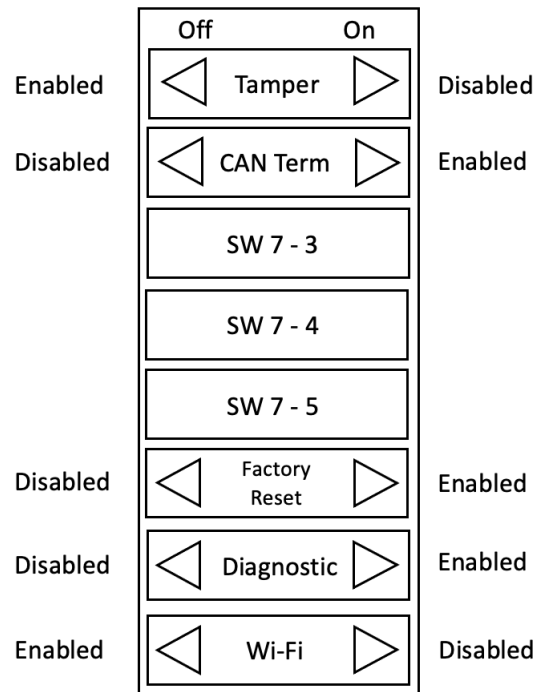 Off On
Enabled Tamper Disabled
Disabled CAN Term Enabled
SW 7 - 3
SW 7 - 4
SW 7 - 5
Disabled Factory Reset Enabled
Disabled Diagnostic Enabled
Enabled Wi-Fi Disabled